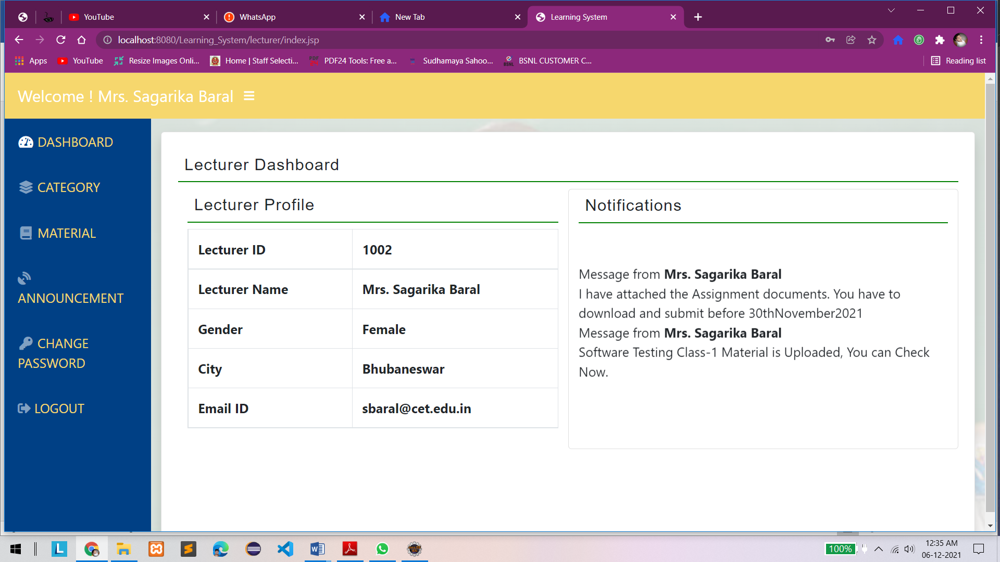 YouTube
WhatsApp
New Tab
Learning System
localhost:8080/Learning_System/lecturer/index.jsp
Apps
YouTube
Resize Images Onli...
Home | Staff Selecti...
PDF24 Tools: Free a...
Sudhamaya Sahoo...
BSNL CUSTOMER C...
Reading list
Welcome ! Mrs. Sagarika Baral
DASHBOARD
CATEGORY
MATERIAL
ANNOUNCEMENT
CHANGE
PASSWORD
LOGOUT
Lecturer Dashboard
Lecturer Profile
Lecturer ID 1002
Lecturer Name Mrs. Sagarika Baral
Gender Female
City Bhubaneswar
Email ID sbaral@cet.edu.in
Notifications
Message from Mrs. Sagarika Baral
I have attached the Assignment documents. You have to
download and submit before 30thNovember2021
Message from Mrs. Sagarika Baral
Software Testing Class-1 Material is Uploaded, You can Check
Now.
100%
12:35 AM
06-12-2021